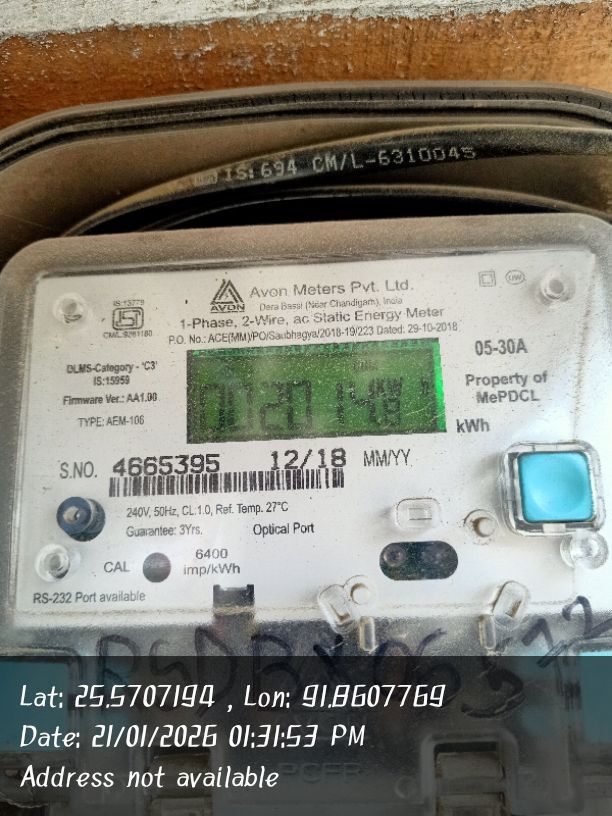 IS: 694 CM/L-6310045
IS:13779
CM/L:9261180
AVON
Avon Meters Pvt. Ltd.
Dera Bassi (Near Chandigarh), India
1-Phase, 2-Wire, ac Static Energy Meter
P.O. No.: ACE(MM)/PO/Saubhagya/2018-19/223 Dated: 29-10-2018
DLMS-Category - 'C3'
IS:15959
Firmware Ver.: AA1.00
TYPE: AEM-106
05-30A
Property of
MePDCL
kWh
S.NO. 4665395 12/18 MM/YY
240V, 50Hz, CL:1.0, Ref. Temp. 27°C
Guarantee: 3Yrs. Optical Port
CAL 6400
imp/kWh
RS-232 Port available
Lat: 25.5707194 , Lon: 91.8607769
Date: 21/01/2026 01:31:53 PM
Address not available